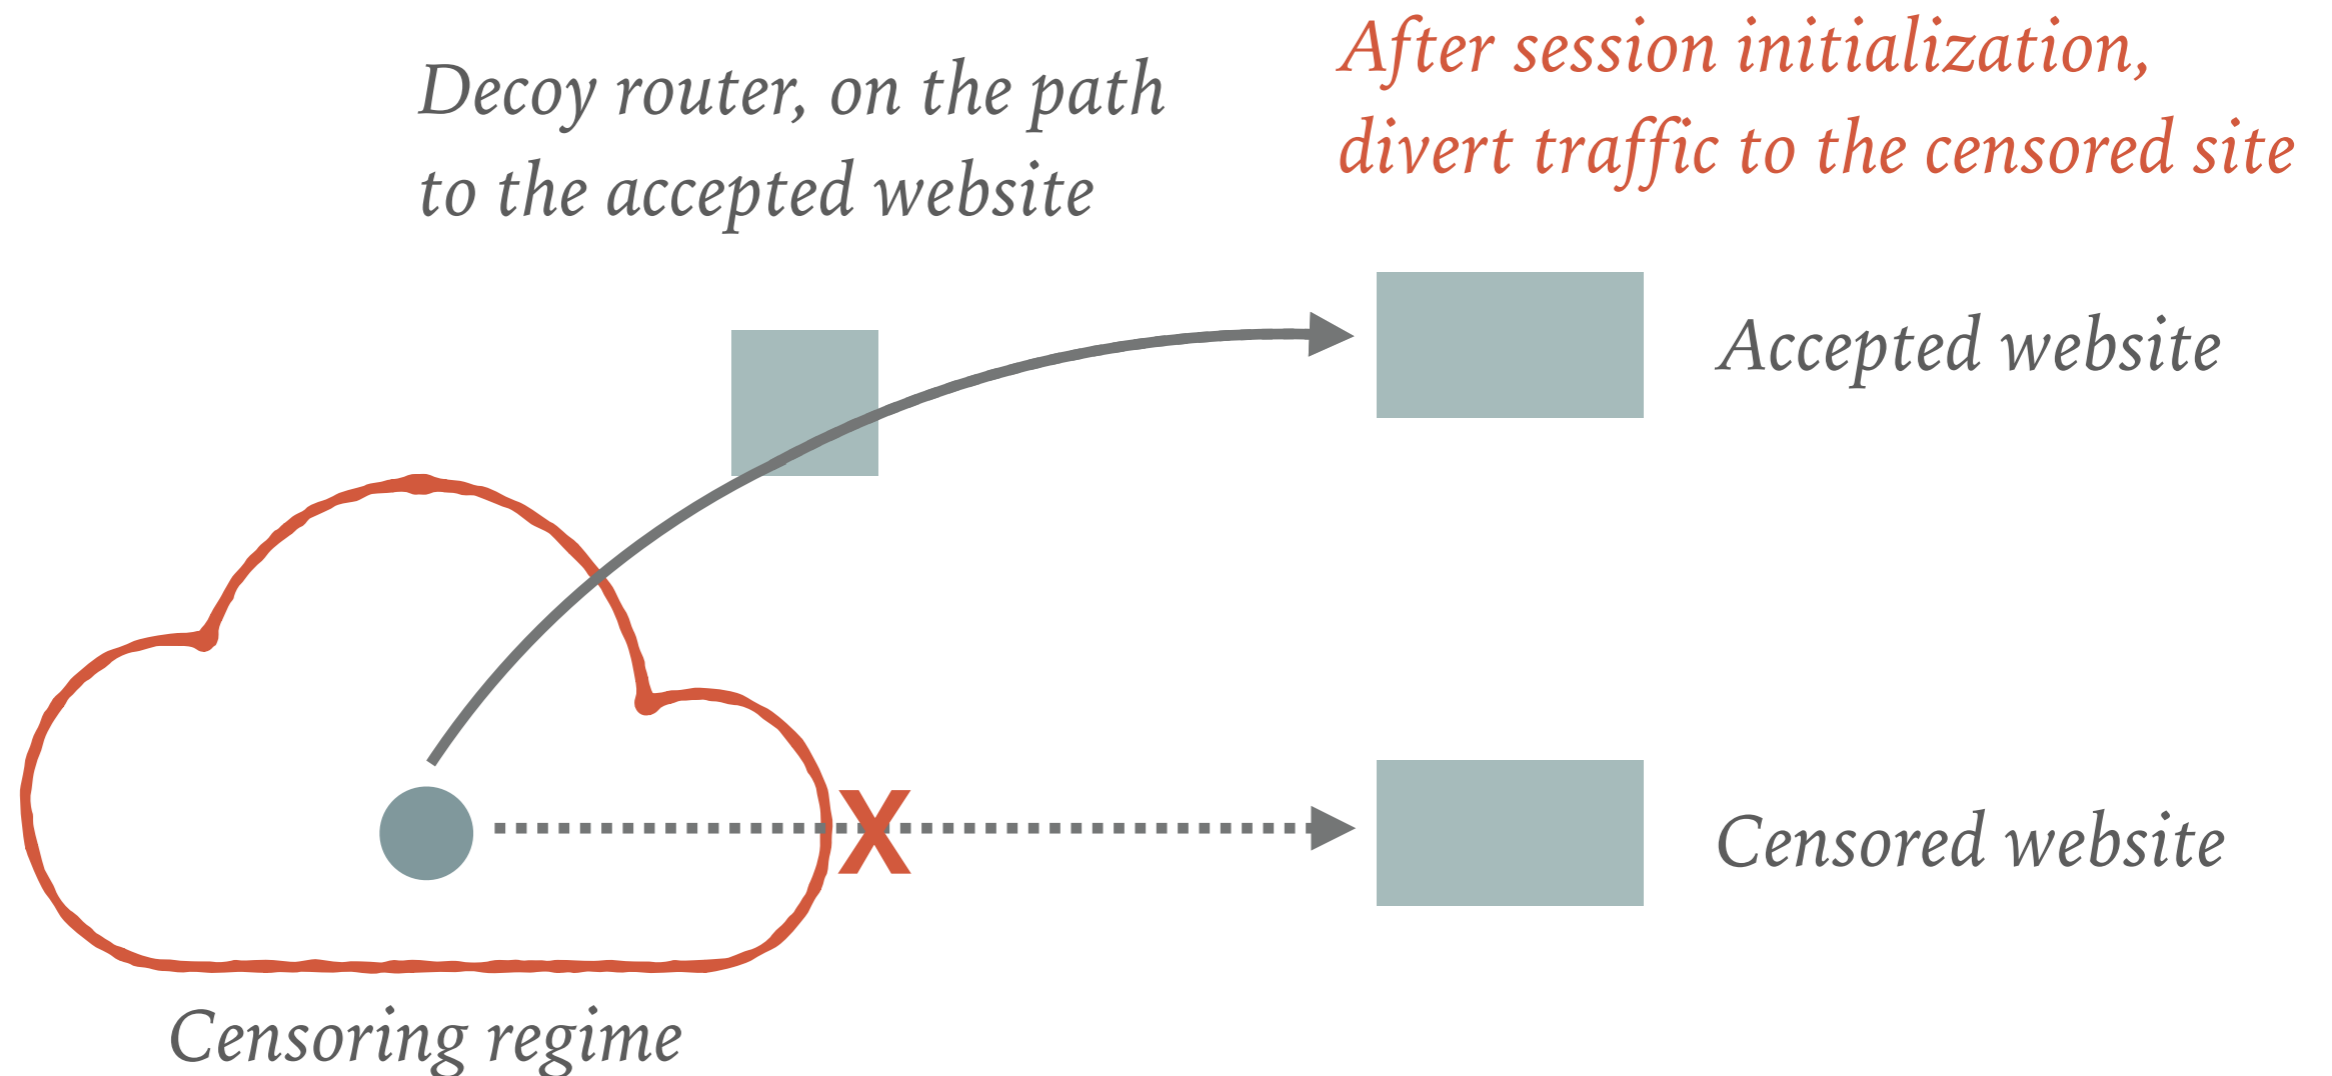 Decoy router, on the path
to the accepted website
After session initialization,
divert traffic to the censored site
Accepted website
X
Censored website
Censoring regime